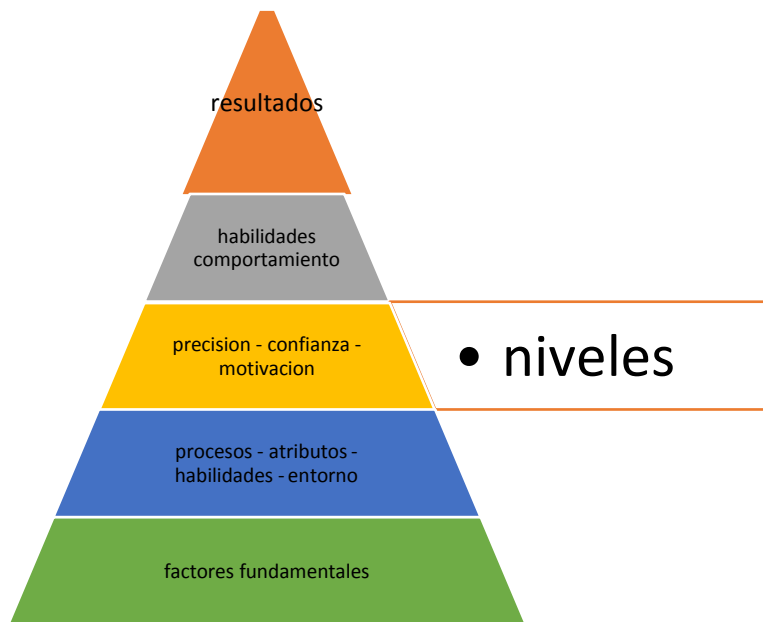 resultados
habilidades
comportamiento
precision - confianza -
motivacion
• niveles
procesos - atributos -
habilidades - entorno
factores fundamentales